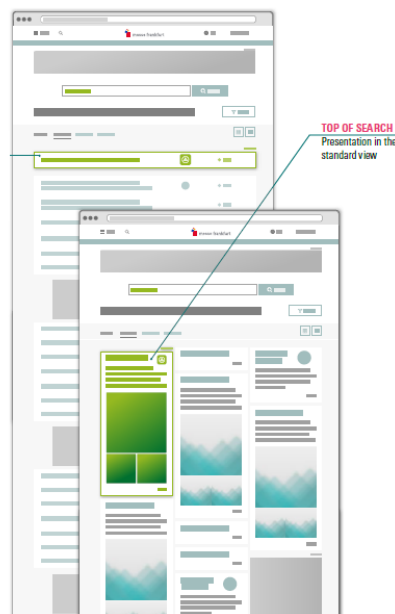 messe frankfurt
TOP OF SEARCH
Presentation in the
standard view
messe frankfurt